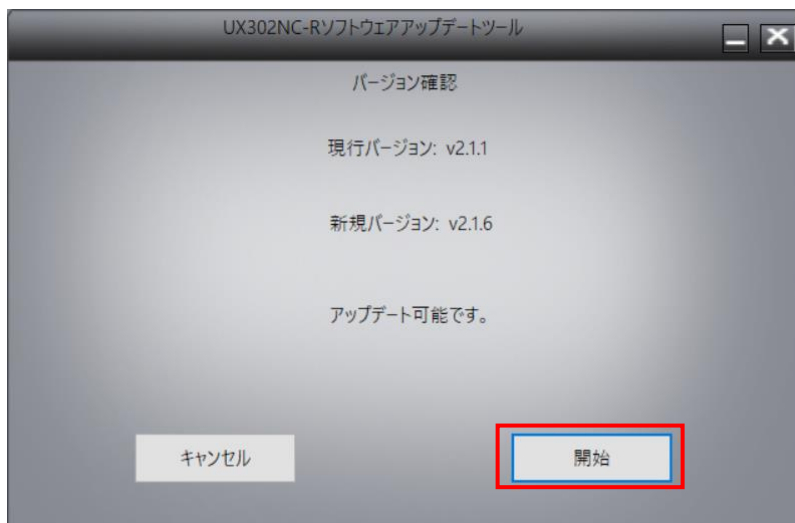 UX302NC-Rソフトウェアアップデートツール
バージョン確認
現行バージョン: v2.1.1
新規バージョン: v2.1.6
アップデート可能です。
キャンセル
開始